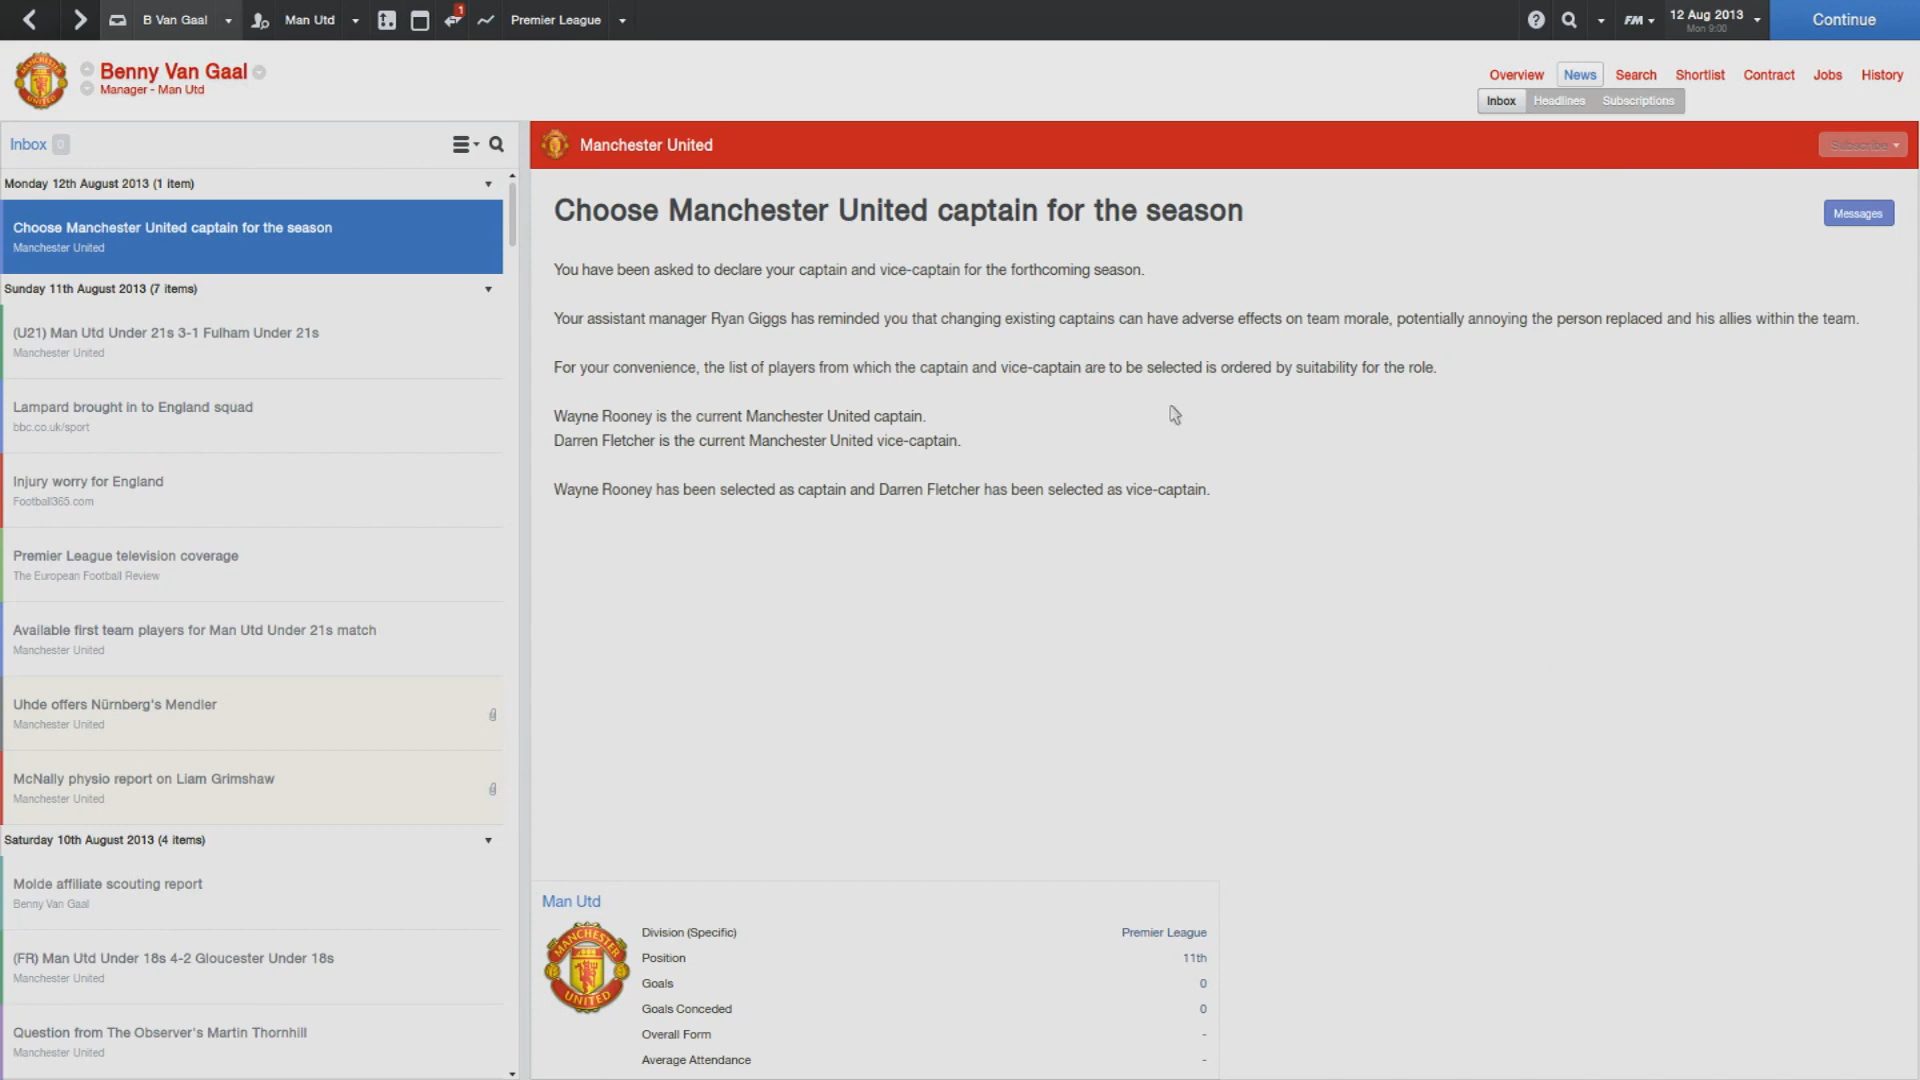 B Van Gaal
Man Utd
1
Premier League
FM
12 Aug 2013
Mon 9:00
Continue
Benny Van Gaal
Manager - Man Utd
Overview
News
Search
Shortlist
Contract
Jobs
History
Inbox
Headlines
Subscriptions
Inbox 0
Monday 12th August 2013 (1 item)
Choose Manchester United captain for the season
Manchester United
Sunday 11th August 2013 (7 items)
(U21) Man Utd Under 21s 3-1 Fulham Under 21s
Manchester United
Lampard brought in to England squad
bbc.co.uk/sport
Injury worry for England
Football365.com
Premier League television coverage
The European Football Review
Available first team players for Man Utd Under 21s match
Manchester United
Uhde offers Nürnberg's Mendler
Manchester United
McNally physio report on Liam Grimshaw
Manchester United
Saturday 10th August 2013 (4 items)
Molde affiliate scouting report
Benny Van Gaal
(FR) Man Utd Under 18s 4-2 Gloucester Under 18s
Manchester United
Question from The Observer's Martin Thornhill
Manchester United
Manchester United
Subscribe
Choose Manchester United captain for the season
Messages
You have been asked to declare your captain and vice-captain for the forthcoming season.
Your assistant manager Ryan Giggs has reminded you that changing existing captains can have adverse effects on team morale, potentially annoying the person replaced and his allies within the team.
For your convenience, the list of players from which the captain and vice-captain are to be selected is ordered by suitability for the role.
Wayne Rooney is the current Manchester United captain.
Darren Fletcher is the current Manchester United vice-captain.
Wayne Rooney has been selected as captain and Darren Fletcher has been selected as vice-captain.
Man Utd
MANCHESTER
UNITED
Division (Specific) Premier League
Position 11th
Goals 0
Goals Conceded 0
Overall Form -
Average Attendance -